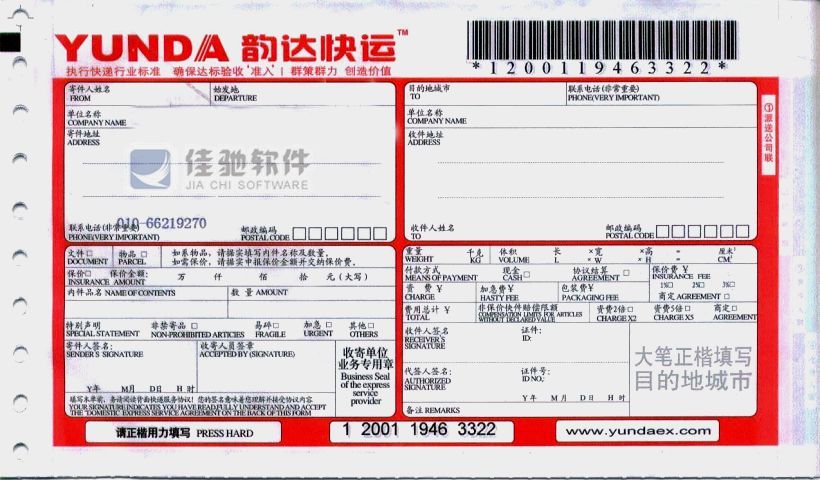 YUNDA 韵达快运™
执行快递行业标准 确保达标验收"准入" | 群策群力 创造价值
*1200119463322*
寄件人姓名 始发地
FROM DEPARTURE
单位名称
COMPANY NAME
寄件地址
ADDRESS
佳驰软件
JIA CHI SOFTWARE
010-66219270
联系电话(非常重要) 邮政编码
PHONE(VERY IMPORTANT) POSTAL CODE
目的地城市 联系电话(非常重要)
TO PHONE(VERY IMPORTANT)
单位名称
COMPANY NAME
收件地址
ADDRESS
收件人姓名 邮政编码
TO POSTAL CODE
①派送公司联
文件 物品 如系物品,请据实填写内件名称及数量,
DOCUMENT PARCEL 如需保价,请据实申报保价金额并交纳保价费。
保价 保价金额: 万 仟 佰 拾 元(大写)
INSURANCE AMOUNT
内件品名 NAME OF CONTENTS 数 量 AMOUNT
特别声明 非禁寄品 易碎 加急 其他
SPECIAL STATEMENT NON-PROHIBITED ARTICIES FRAGILE URGENT OTHERS
寄件人签名: 收寄人员签章
SENDER'S SIGNATURE ACCEPTED BY (SIGNATURE)
收寄单位
业务专用章
Business Seal
of the express
service
provider
Y年 M月 D日 H时
填写本单前,务请阅读背面快递服务协议!您的签名意味着您理解并接受协议内容
YOUR SIGNATURE INDICATES YOU HAVE READ,FULLY UNDERSTAND AND ACCEPT
THE "DOMESTIC EXPRESS SERVICE AGREEMENT ON THE BACK OF THIS FORM
重量 千克 体积 长 ×宽 ×高 = 厘米³
WEIGHT KG VOLUME L ×W ×H = CM³
付款方式 现金 协议结算 保价费 ¥
MEANS OF PAYMENT CASH AGREEMENT INSURANCE FEE
1% 2% 3%
资 费 ¥ 加急费¥ 包装费¥ 商定 AGREEMENT
CHARGE HASTY FEE PACKAGING FEE
费用总计 ¥ 非保价快件赔偿限额 资费2倍 资费5倍 商定
TOTAL COMPENSATION LIMITS FOR ARTICLES CHARGE X2 CHARGE X5 AGREEMENT
WITHOUT DECLARED VALUE
收件人签名 证件:
RECEIVER'S ID:
SIGNATURE
代签人签名: 证件号:
AUTHORIZED ID NO,:
SIGNATURE
Y年 M月 D日 H时
备注 REMARKS
大笔正楷填写
目的地城市
请正楷用力填写 PRESS HARD
1 2001 1946 3322
www.yundaex.com